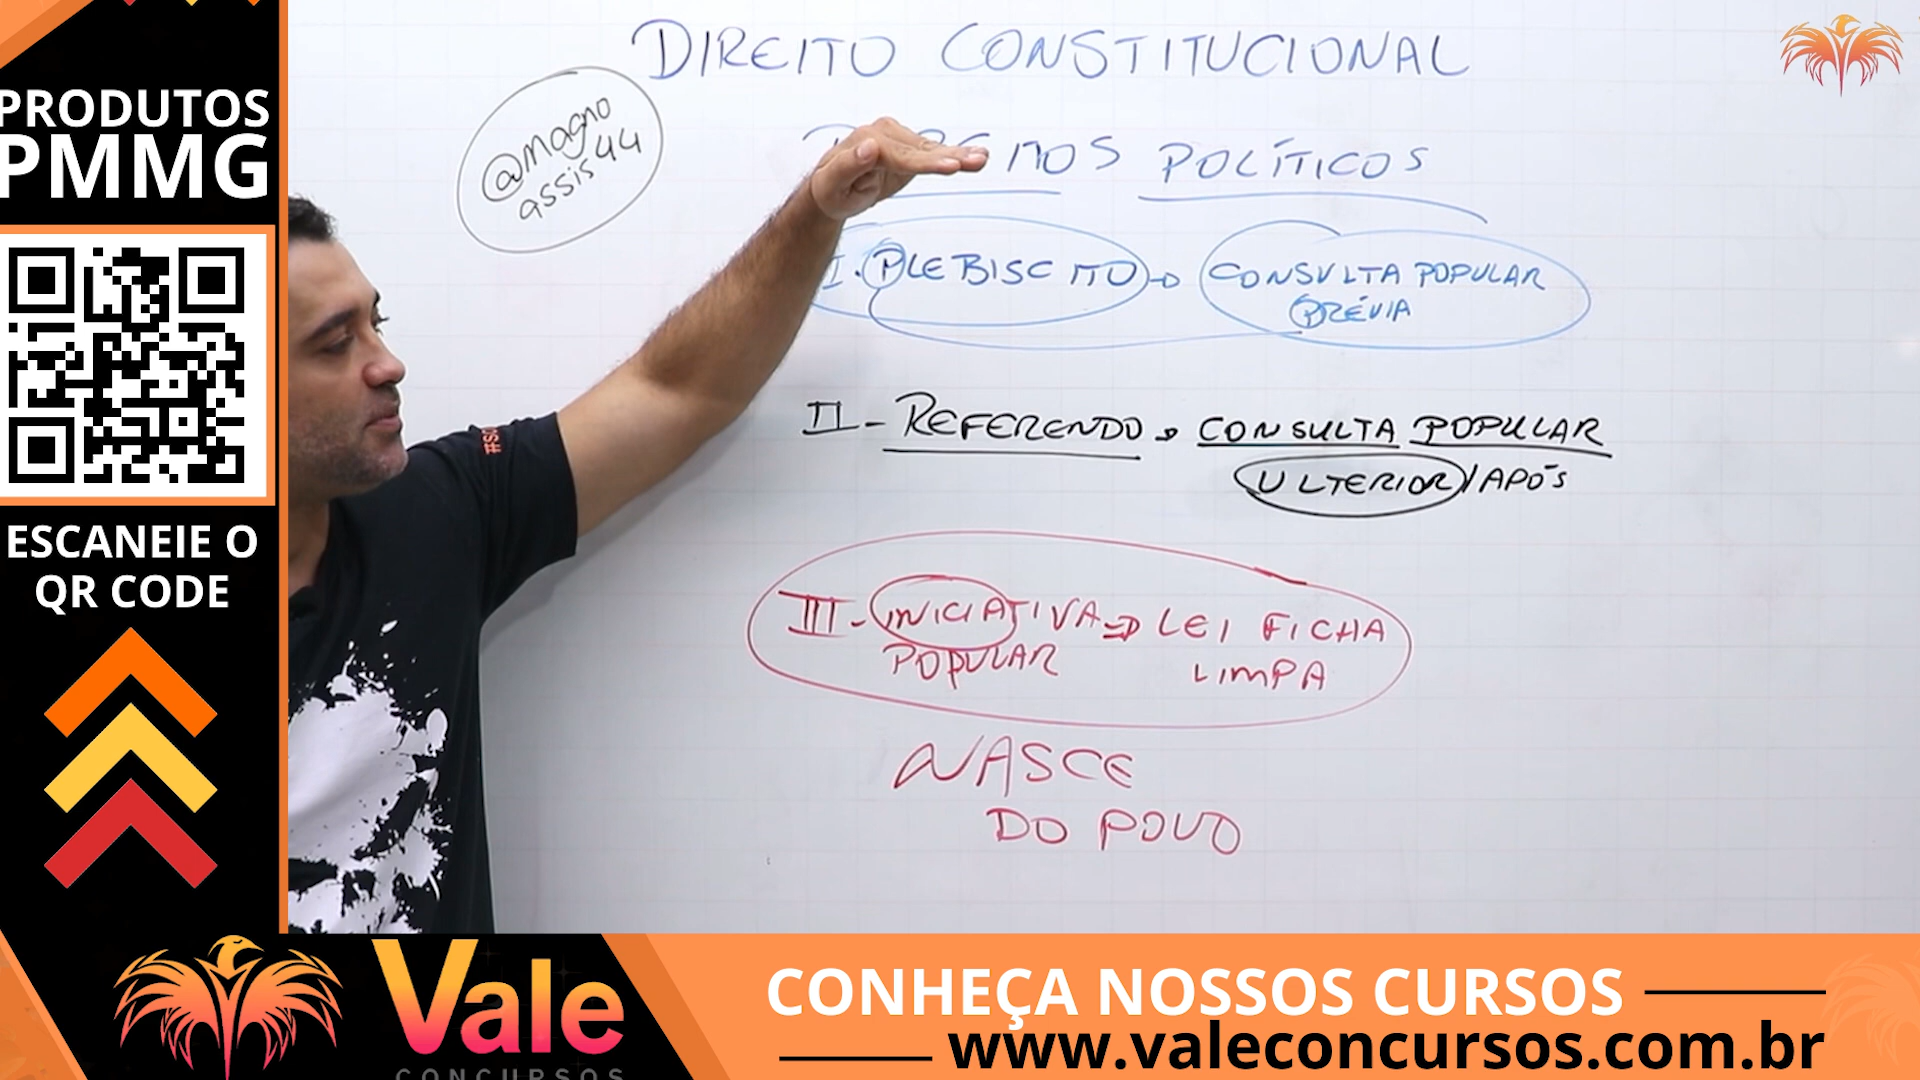 PRODUTOS
PMMG
ESCANEIE O
QR CODE
DIREITO CONSTITUCIONAL
@magno
assis44
POLÍTICOS
I. PLEBISCITO → CONSULTA POPULAR
PRÉVIA
II - REFERENDO → CONSULTA POPULAR
ULTERIOR / APÓS
III - INICIATIVA ⇒ LEI FICHA
POPULAR LIMPA
NASCE
DO POVO
Vale
CONCURSOS
CONHEÇA NOSSOS CURSOS
www.valeconcursos.com.br